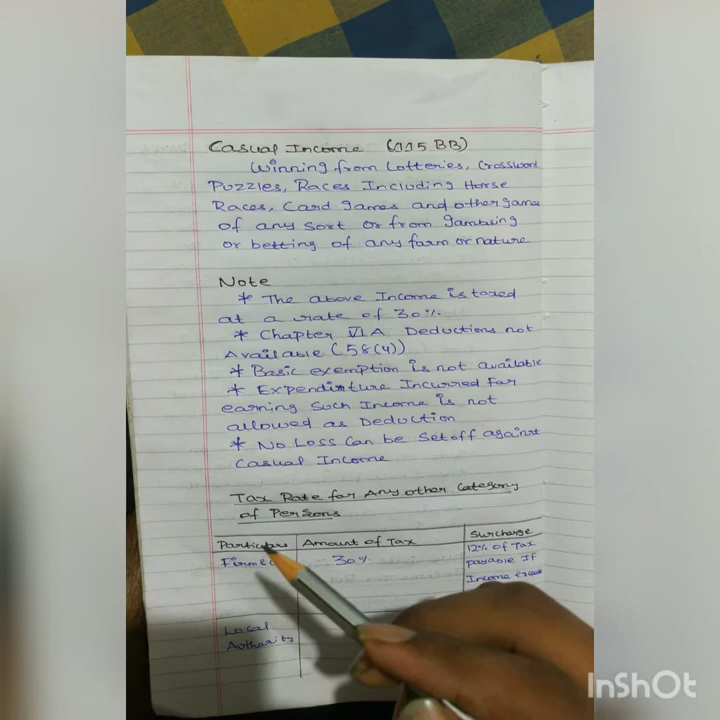 Casual Income (115 BB)
Winning from Lotteries, Crossword
Puzzles, Races Including Horse
Races, Card games and other games
of any sort or from gambling
or betting of any farm or nature
Note
* The above Income is taxed
at a rate of 30%
* Chapter VI A Deductions not
Available (58(4))
* Basic exemption is not available
* Expenditure Incurred For
earning Such Income is not
allowed as Deduction
* No Loss Can be Setoff against
Casual Income
Tax Rate for Any other Category
of Persons
Particulars Amount of Tax Surcharge
Firm 30% 12% of Tax
payable If
Income
Local
Authority
InShOt